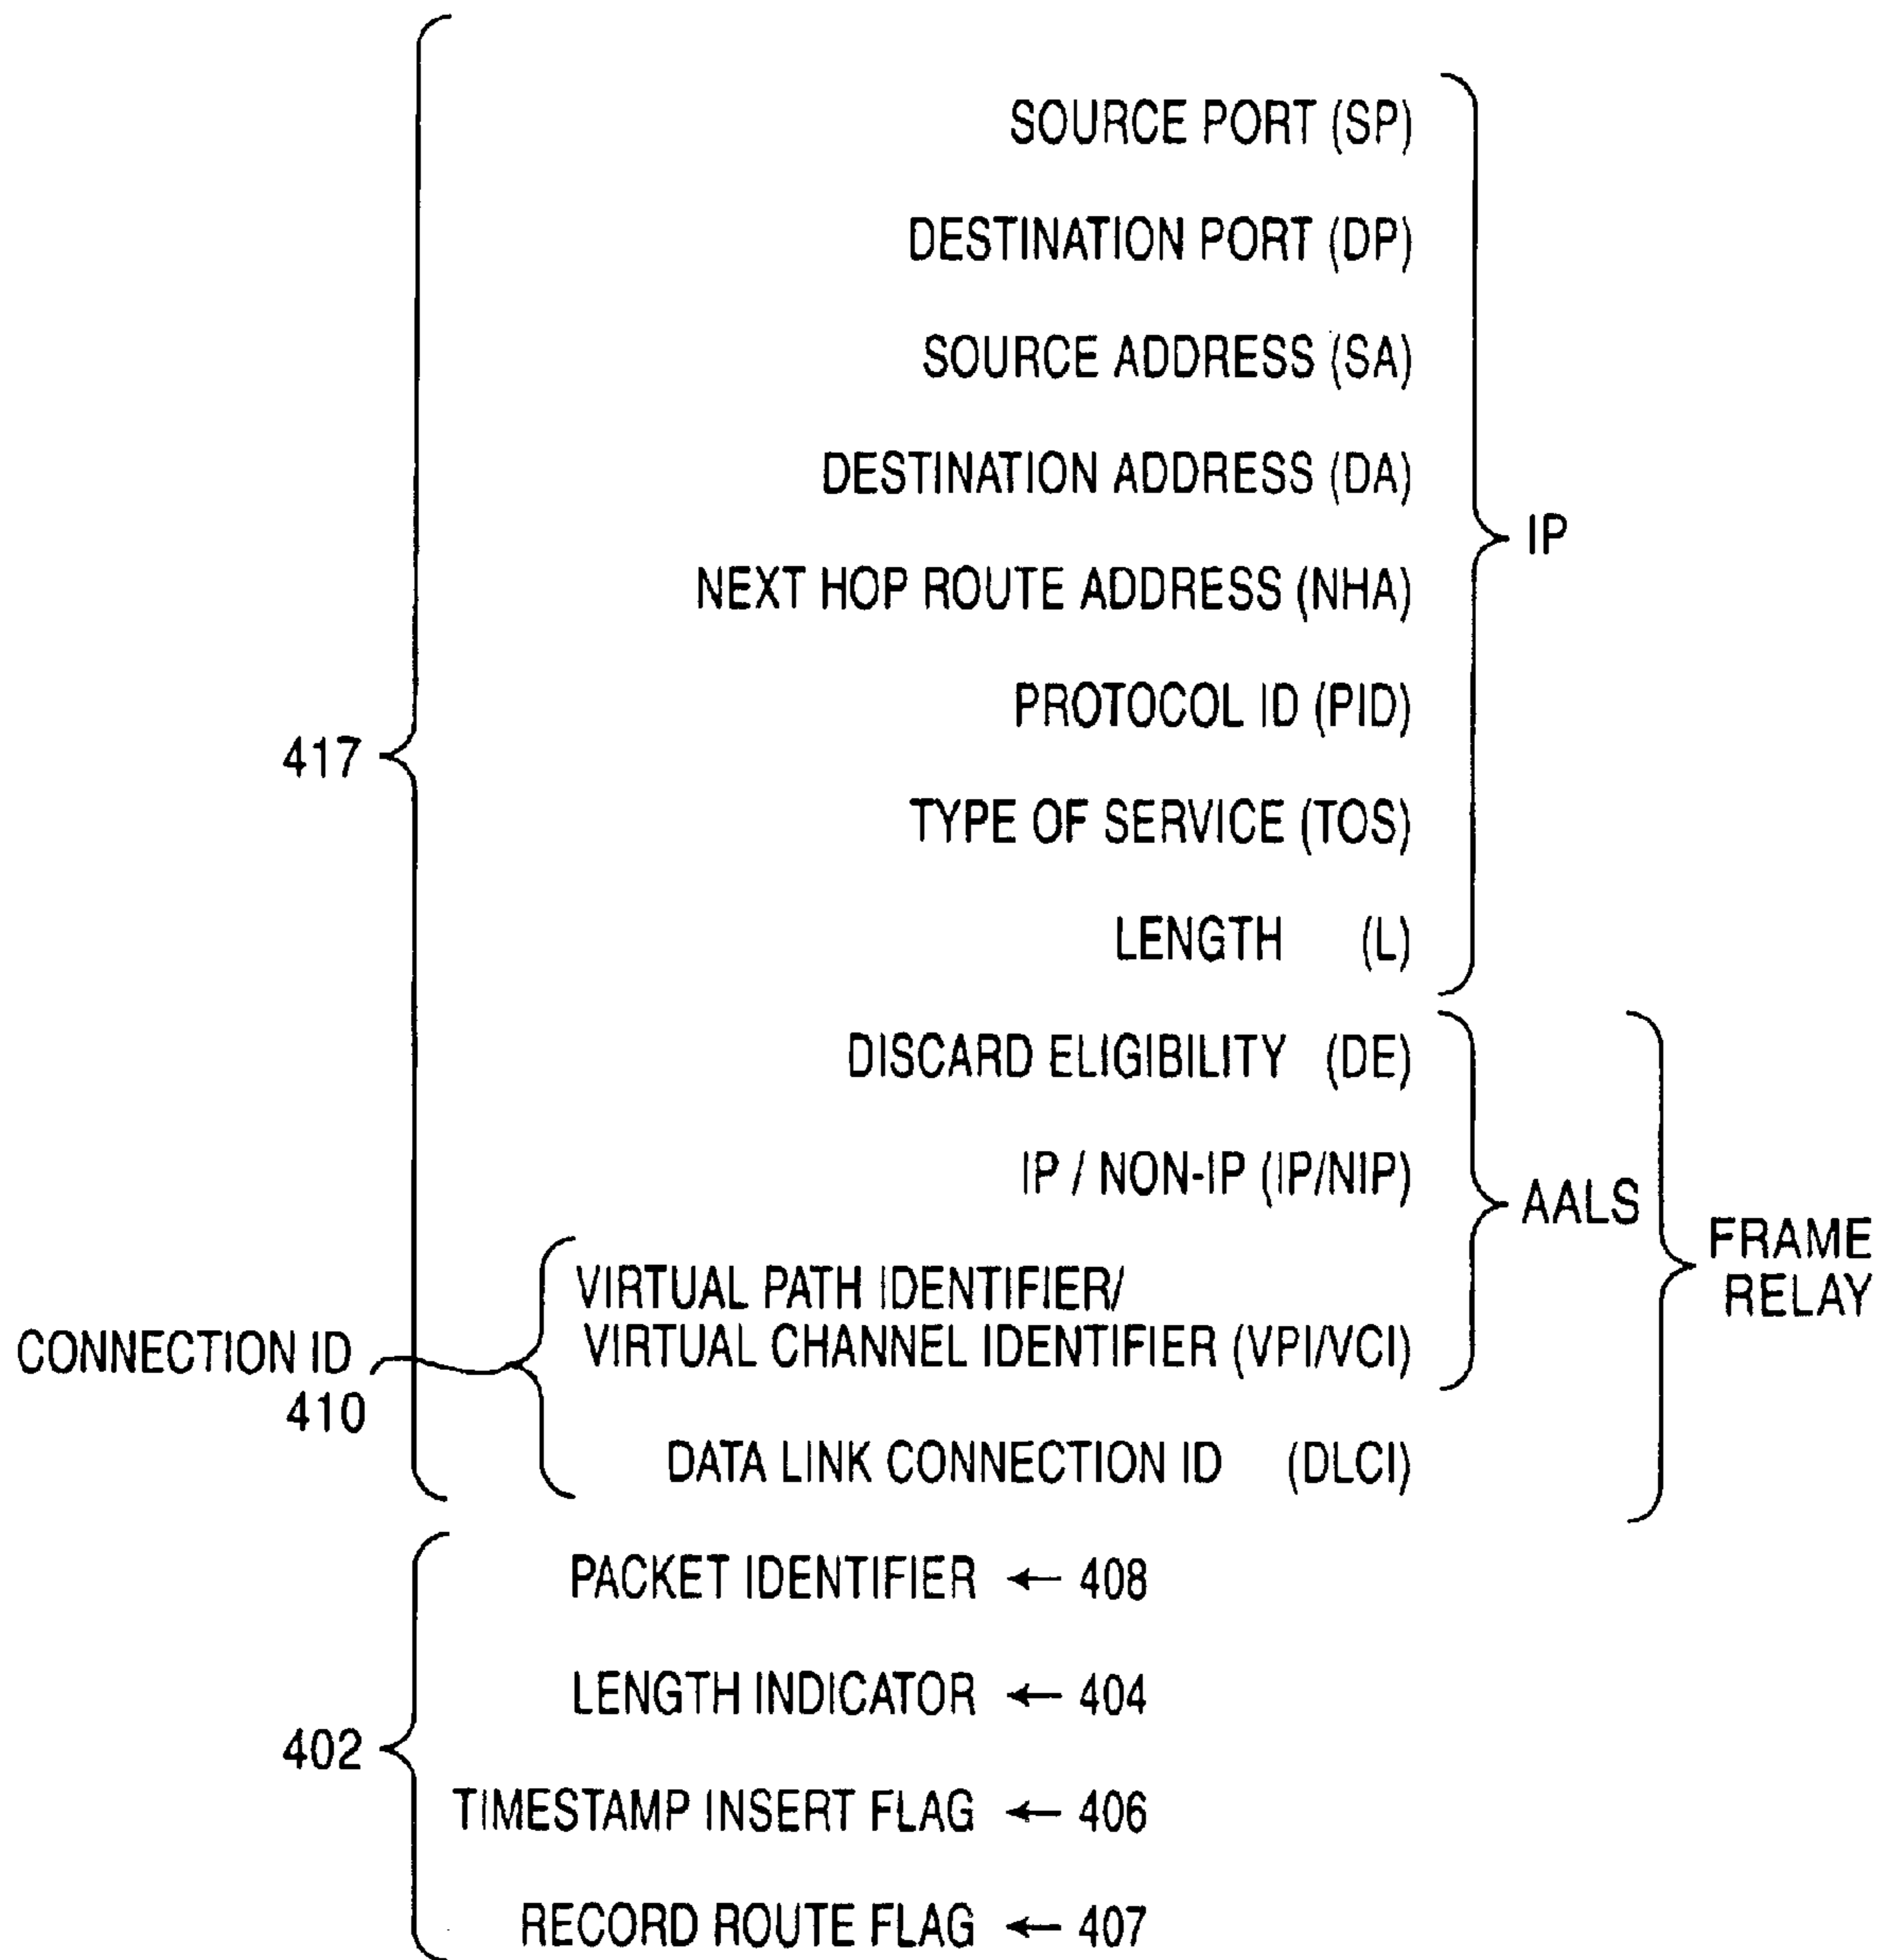 SOURCE PORT (SP)
DESTINATION PORT (DP)
SOURCE ADDRESS (SA)
DESTINATION ADDRESS (DA)
IP
NEXT HOP ROUTE ADDRESS (NHA)
PROTOCOL ID (PID)
417
TYPE OF SERVICE (TOS)
LENGTH (L)
DISCARD ELIGIBILITY (DE)
IP / NON-IP (IP/NIP)
AALS
FRAME
RELAY
VIRTUAL PATH IDENTIFIER/
VIRTUAL CHANNEL IDENTIFIER (VPI/VCI)
CONNECTION ID
410
DATA LINK CONNECTION ID (DLCI)
PACKET IDENTIFIER ← 408
LENGTH INDICATOR ← 404
402
TIMESTAMP INSERT FLAG ← 406
RECORD ROUTE FLAG ← 407